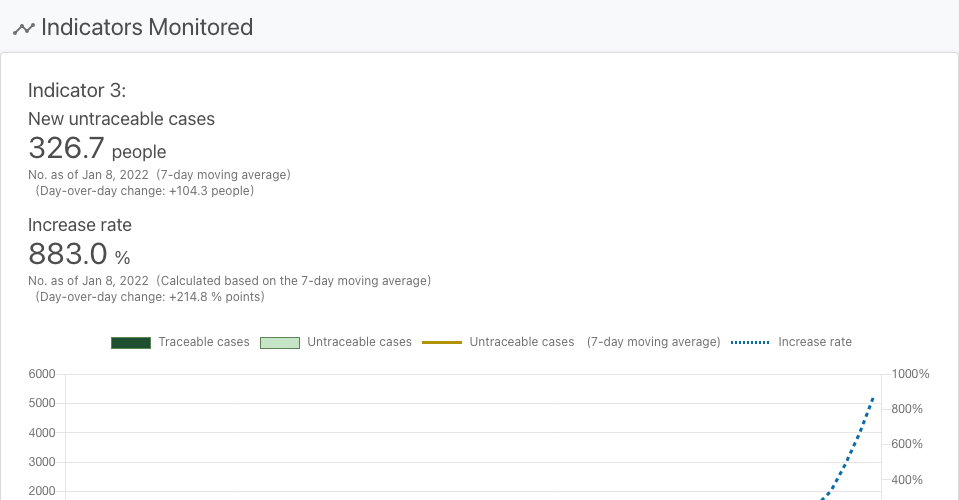 Indicators Monitored
Indicator 3:
New untraceable cases
326.7 people
No. as of Jan 8, 2022 (7-day moving average)
(Day-over-day change: +104.3 people)
Increase rate
883.0 %
No. as of Jan 8, 2022 (Calculated based on the 7-day moving average)
(Day-over-day change: +214.8 % points)
Traceable cases Untraceable cases Untraceable cases (7-day moving average) Increase rate
6000 1000%
5000 800%
4000 600%
3000 400%
2000